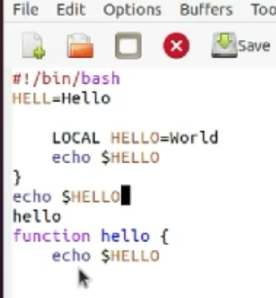 File Edit Options Buffers Too
Save
#!/bin/bash
HELL=Hello
LOCAL HELLO=World
echo $HELLO
}
echo $HELLO
hello
function hello {
echo $HELLO